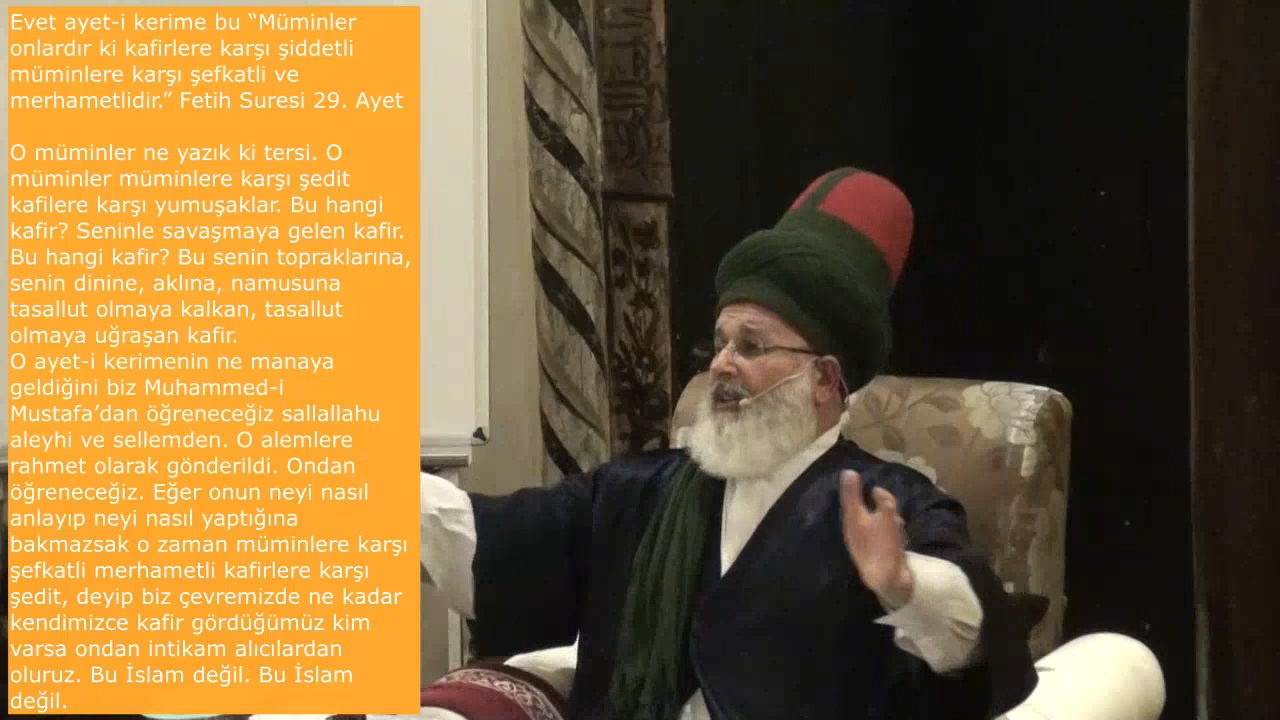 Evet ayet-i kerime bu “Müminler
onlardır ki kafirlere karşı şiddetli
müminlere karşı şefkatli ve
merhametlidir.” Fetih Suresi 29. Ayet
O müminler ne yazık ki tersi. O
müminler müminlere karşı şedit
kafilere karşı yumuşaklar. Bu hangi
kafir? Seninle savaşmaya gelen kafir.
Bu hangi kafir? Bu senin topraklarına,
senin dinine, aklına, namusuna
tasallut olmaya kalkan, tasallut
olmaya uğraşan kafir.
O ayet-i kerimenin ne manaya
geldiğini biz Muhammed-i
Mustafa’dan öğreneceğiz sallallahu
aleyhi ve sellemden. O alemlere
rahmet olarak gönderildi. Ondan
öğreneceğiz. Eğer onun neyi nasıl
anlayıp neyi nasıl yaptığına
bakmazsak o zaman müminlere karşı
şefkatli merhametli kafirlere karşı
şedit, deyip biz çevremizde ne kadar
kendimizce kafir gördüğümüz kim
varsa ondan intikam alıcılardan
oluruz. Bu İslam değil. Bu İslam
değil.